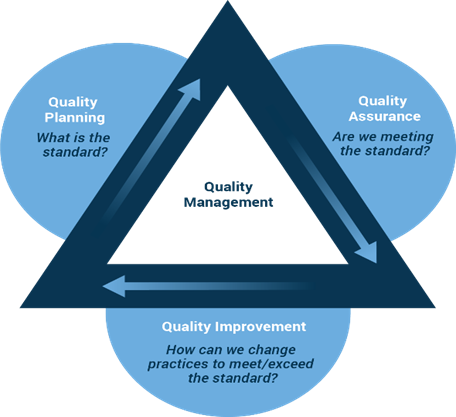 Quality
Planning
What is the
standard?
Quality
Assurance
Are we meeting
the standard?
Quality
Management
Quality Improvement
How can we change
practices to meet/exceed
the standard?